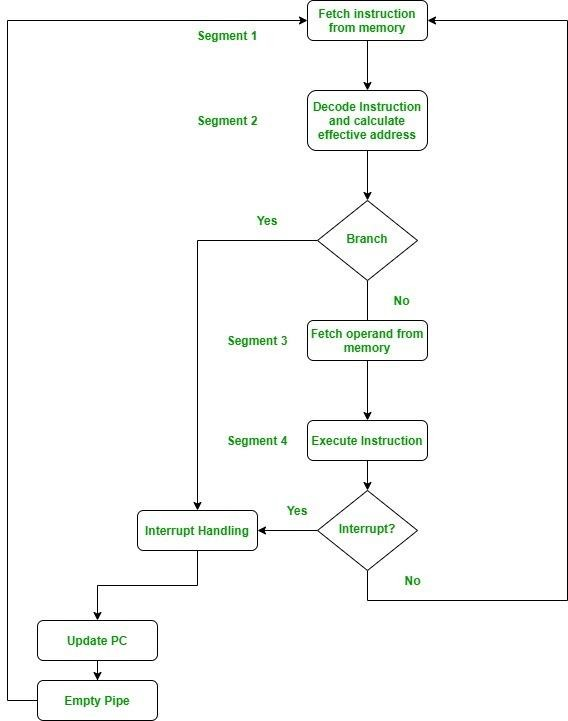 Fetch instruction
from memory
Segment 1
Decode Instruction
and calculate
effective address
Segment 2
Yes
Branch
No
Segment 3
Fetch operand from
memory
Segment 4
Execute Instruction
Yes
Interrupt?
Interrupt Handling
No
Update PC
Empty Pipe